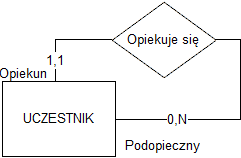 Opiekuje się
1,1
Opiekun
UCZESTNIK
0,N
Podopieczny